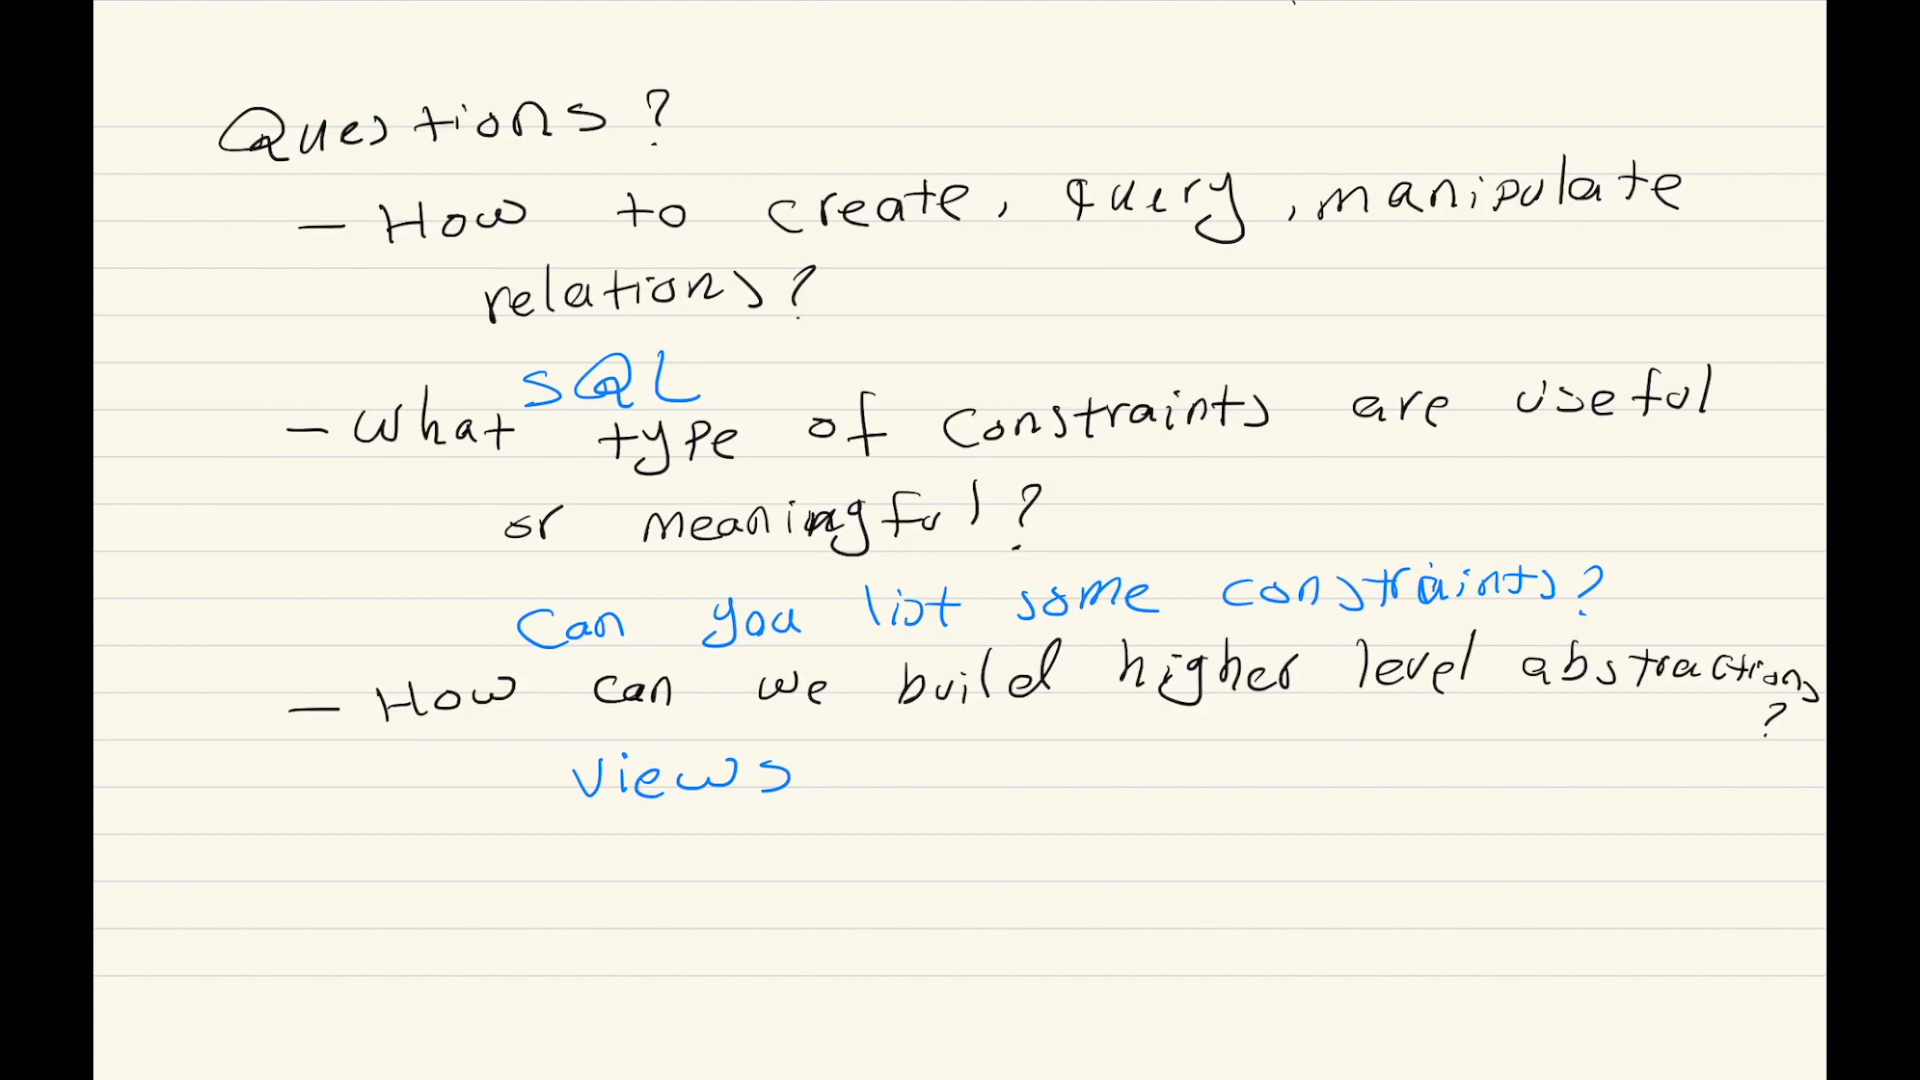 Questions?
- How to create, query, manipulate
relations?
SQL
- What type of constraints are useful
or meaningful?
Can you list some constraints?
- How can we build higher level abstractions
?
Views